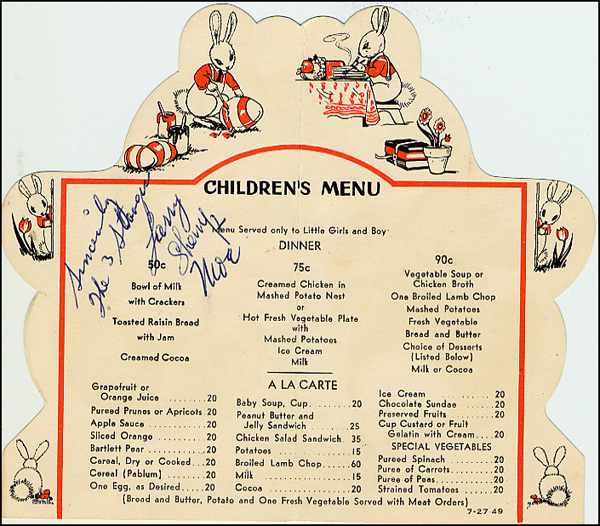 CHILDREN'S MENU
Sincerely
The 3 Stooges
Larry
Shemp
Moe
Menu Served only to Little Girls and Boy
DINNER
50c
Bowl of Milk
with Crackers
Toasted Raisin Bread
with Jam
Creamed Cocoa
75c
Creamed Chicken in
Mashed Potato Nest
or
Hot Fresh Vegetable Plate
with
Mashed Potatoes
Ice Cream
Milk
90c
Vegetable Soup or
Chicken Broth
One Broiled Lamb Chop
Mashed Potatoes
Fresh Vegetable
Bread and Butter
Choice of Desserts
(Listed Below)
Milk or Cocoa
A LA CARTE
Grapefruit or
Orange Juice .....20
Pureed Prunes or Apricots 20
Apple Sauce ........20
Sliced Orange .......20
Bartlett Pear ........20
Cereal, Dry or Cooked...20
Cereal (Pablum) .....20
One Egg, as Desired....20
Baby Soup, Cup ........20
Peanut Butter and
Jelly Sandwich ......25
Chicken Salad Sandwich 35
Potatoes ..............15
Broiled Lamb Chop......60
Milk ................15
Cocoa ...............20
Ice Cream ............20
Chocolate Sundae ......20
Preserved Fruits .......20
Cup Custard or Fruit
Gelatin with Cream....20
SPECIAL VEGETABLES
Pureed Spinach ........20
Puree of Carrots.......20
Puree of Peas..........20
Strained Tomatoes .....20
(Bread and Butter, Potato and One Fresh Vegetable Served with Meat Orders)
7-27 49